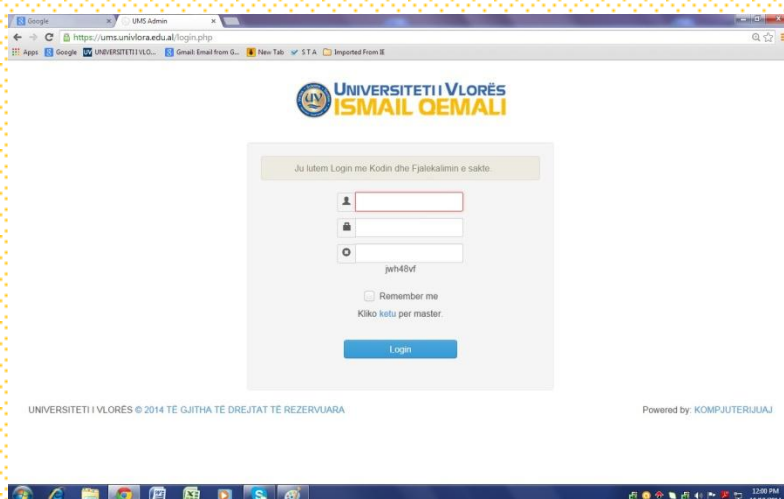 Google
UMS Admin
https://ums.univlora.edu.al/login.php
Apps Google UNIVERSITETI I VLO... Gmail: Email from G... New Tab S T A Imported From IE
UV
UNIVERSITETI I VLORËS
ISMAIL QEMALI
Ju lutem Login me Kodin dhe Fjalekalimin e sakte.
jwh48vf
Remember me
Kliko ketu per master.
Login
UNIVERSITETI I VLORËS © 2014 TË GJITHA TË DREJTAT TË REZERVUARA
Powered by: KOMPJUTERIJUAJ
12:00 PM